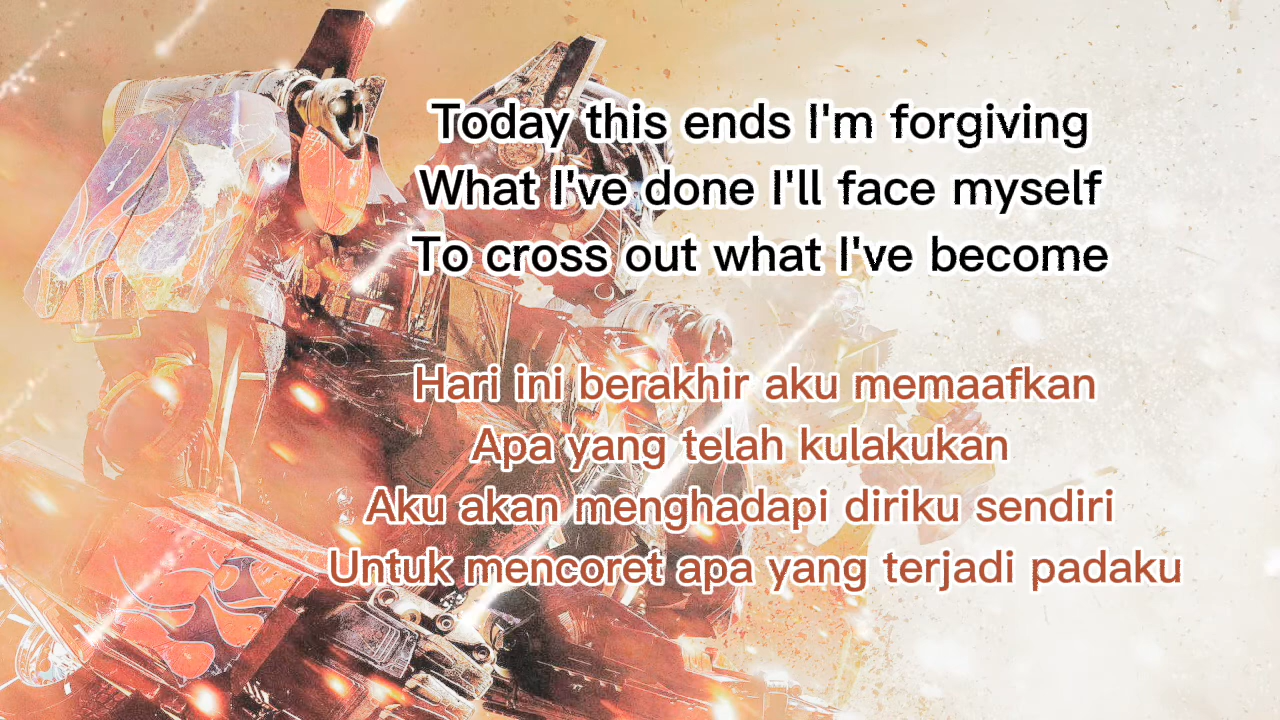 Today this ends I'm forgiving
What I've done I'll face myself
To cross out what I've become
Hari ini berakhir aku memaafkan
Apa yang telah kulakukan
Aku akan menghadapi diriku sendiri
Untuk mencoret apa yang terjadi padaku